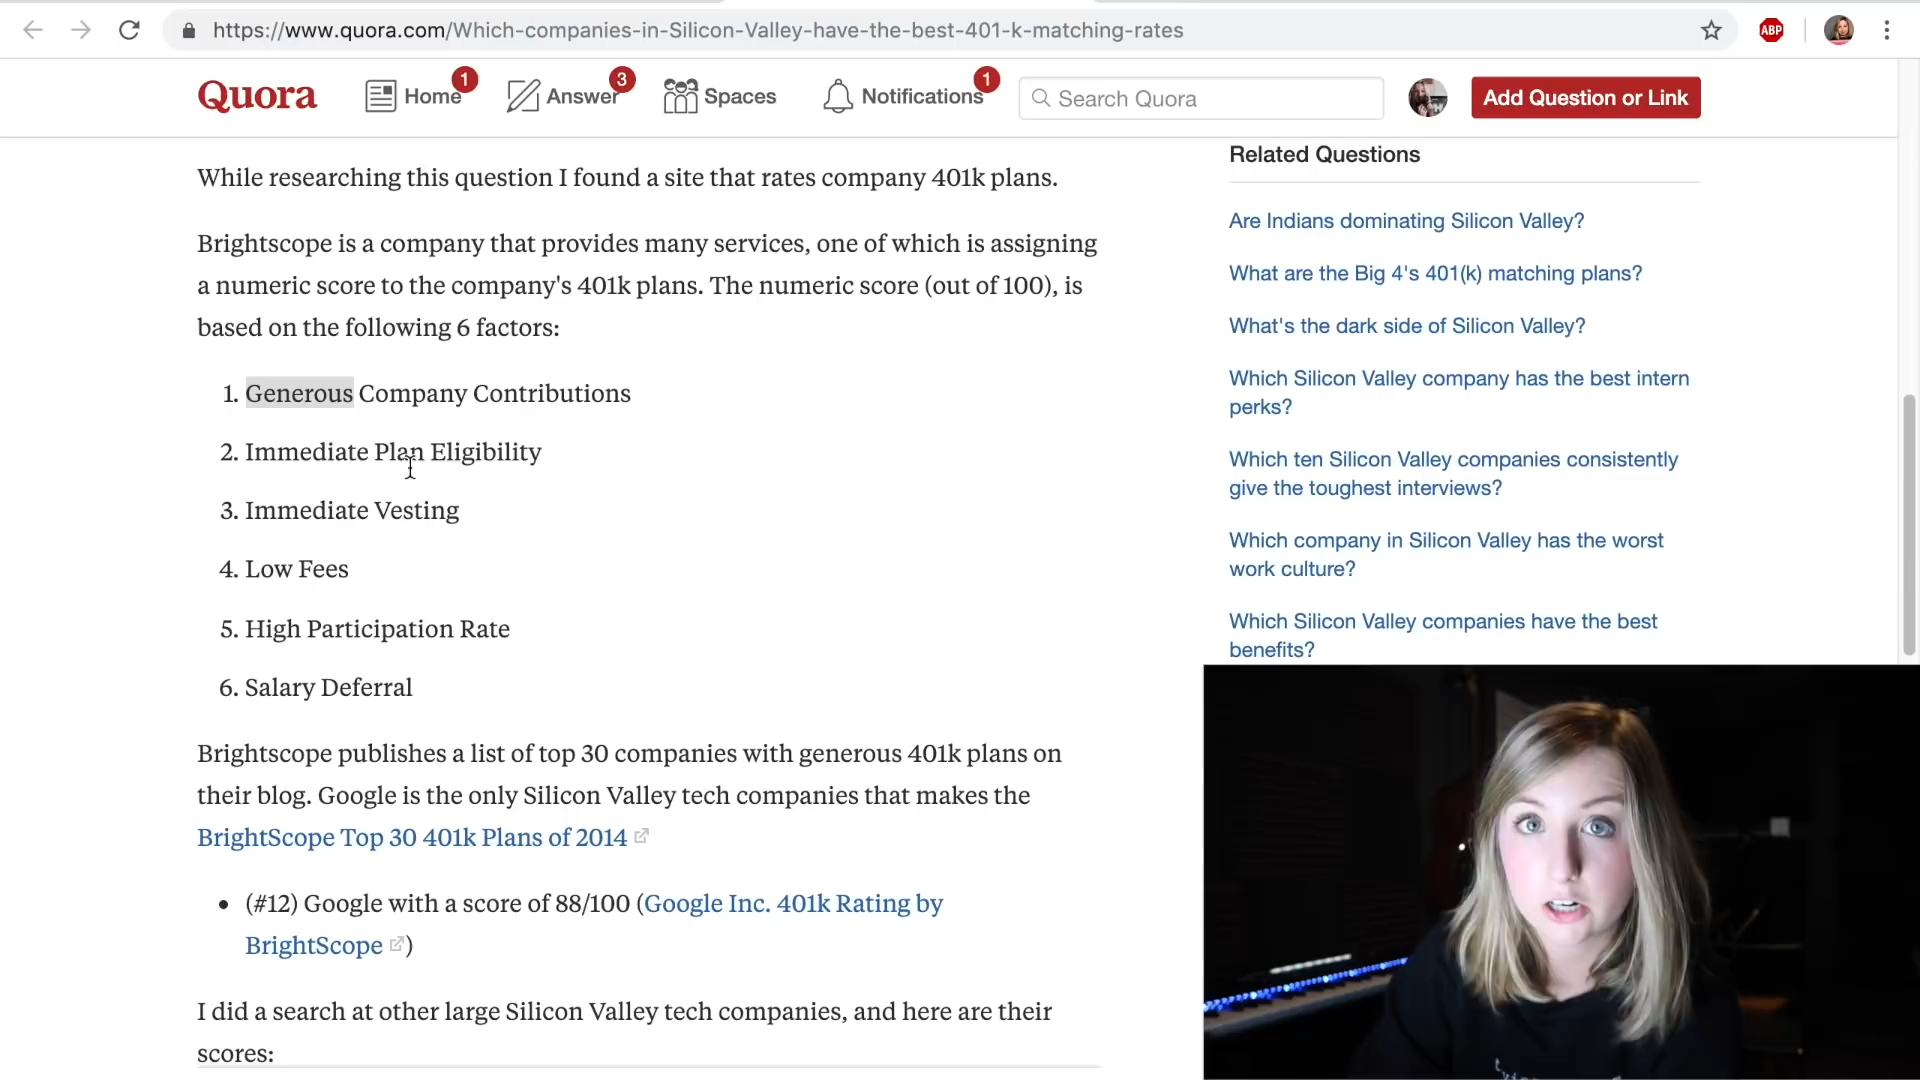 https://www.quora.com/Which-companies-in-Silicon-Valley-have-the-best-401-k-matching-rates
ABP
Quora
Home
1
Answer
3
Spaces
Notifications
1
Search Quora
Add Question or Link
While researching this question I found a site that rates company 401k plans.
Brightscope is a company that provides many services, one of which is assigning
a numeric score to the company's 401k plans. The numeric score (out of 100), is
based on the following 6 factors:
1. Generous Company Contributions
2. Immediate Plan Eligibility
3. Immediate Vesting
4. Low Fees
5. High Participation Rate
6. Salary Deferral
Brightscope publishes a list of top 30 companies with generous 401k plans on
their blog. Google is the only Silicon Valley tech companies that makes the
BrightScope Top 30 401k Plans of 2014
• (#12) Google with a score of 88/100 (Google Inc. 401k Rating by
BrightScope )
I did a search at other large Silicon Valley tech companies, and here are their
scores:
Related Questions
Are Indians dominating Silicon Valley?
What are the Big 4's 401(k) matching plans?
What's the dark side of Silicon Valley?
Which Silicon Valley company has the best intern
perks?
Which ten Silicon Valley companies consistently
give the toughest interviews?
Which company in Silicon Valley has the worst
work culture?
Which Silicon Valley companies have the best
benefits?